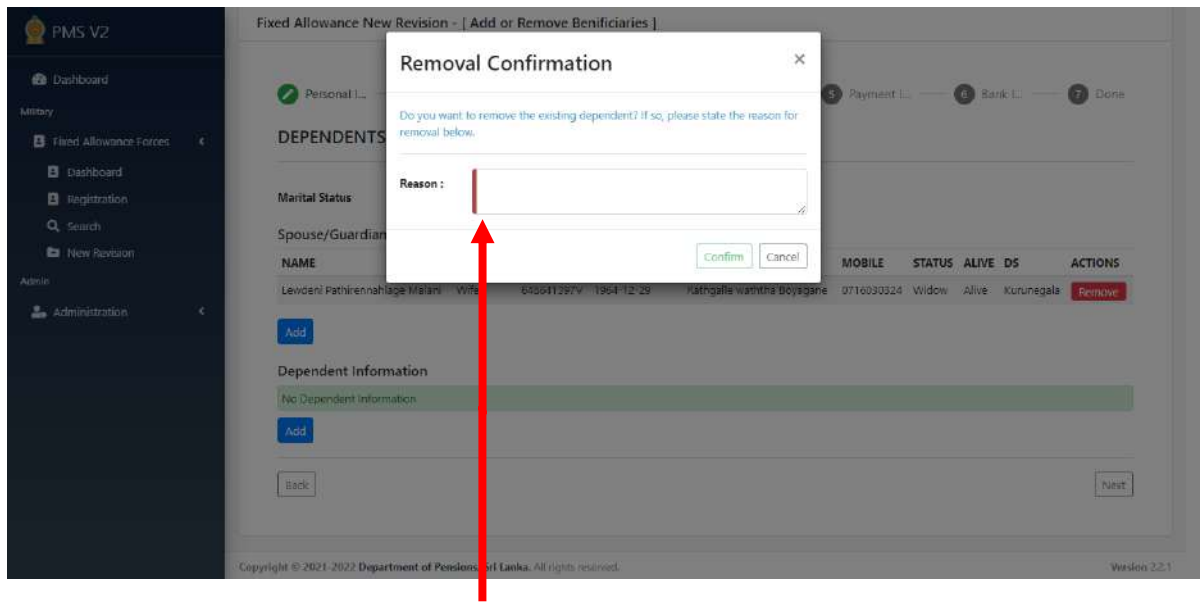 PMS V2
Dashboard
Military
Fixed Allowance Forces
Dashboard
Registration
Search
New Revision
Admin
Administration
Fixed Allowance New Revision - [ Add or Remove Benificiaries ]
Personal I...
5 Payment I...
6 Bank I...
7 Done
Removal Confirmation ×
Do you want to remove the existing dependent? If so, please state the reason for
removal below.
Reason :
Confirm Cancel
DEPENDENTS
Marital Status
Spouse/Guardian
NAME MOBILE STATUS ALIVE DS ACTIONS
Lewdeni Pathirennahlage Malani 1964-12-29 Kathgalle waththa Boyagane 0716030324 Widow Alive Kurunegala Remove
Add
Dependent Information
No Dependent Information
Add
Back Next
Copyright © 2021-2022 Department of Pensions, Sri Lanka. All rights reserved. Version 2.2.1